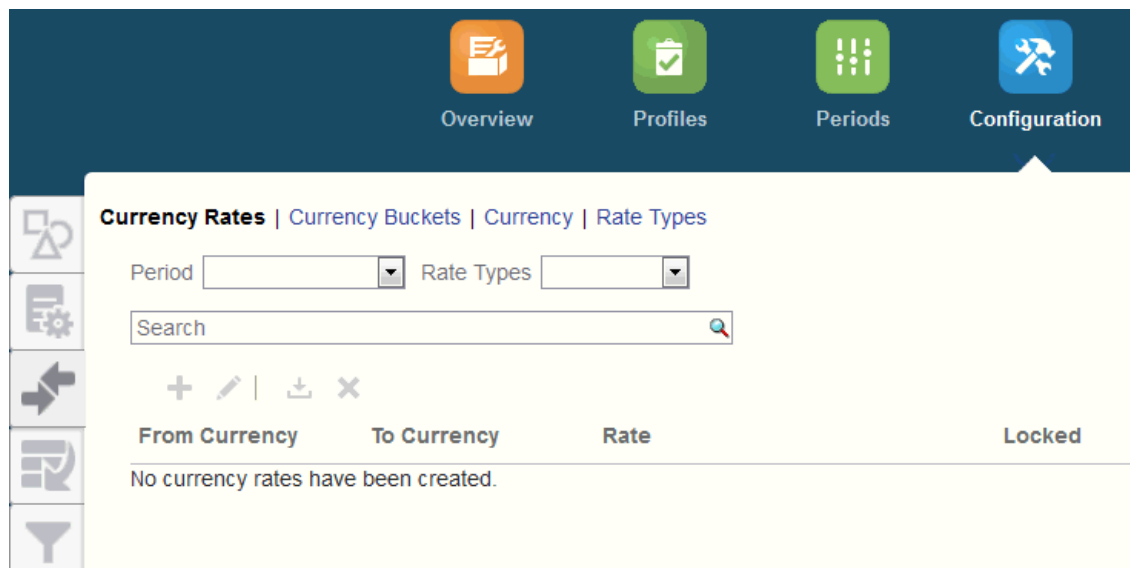 Overview Profiles Periods Configuration
Currency Rates | Currency Buckets | Currency | Rate Types
Period Rate Types
Search
From Currency To Currency Rate Locked
No currency rates have been created.